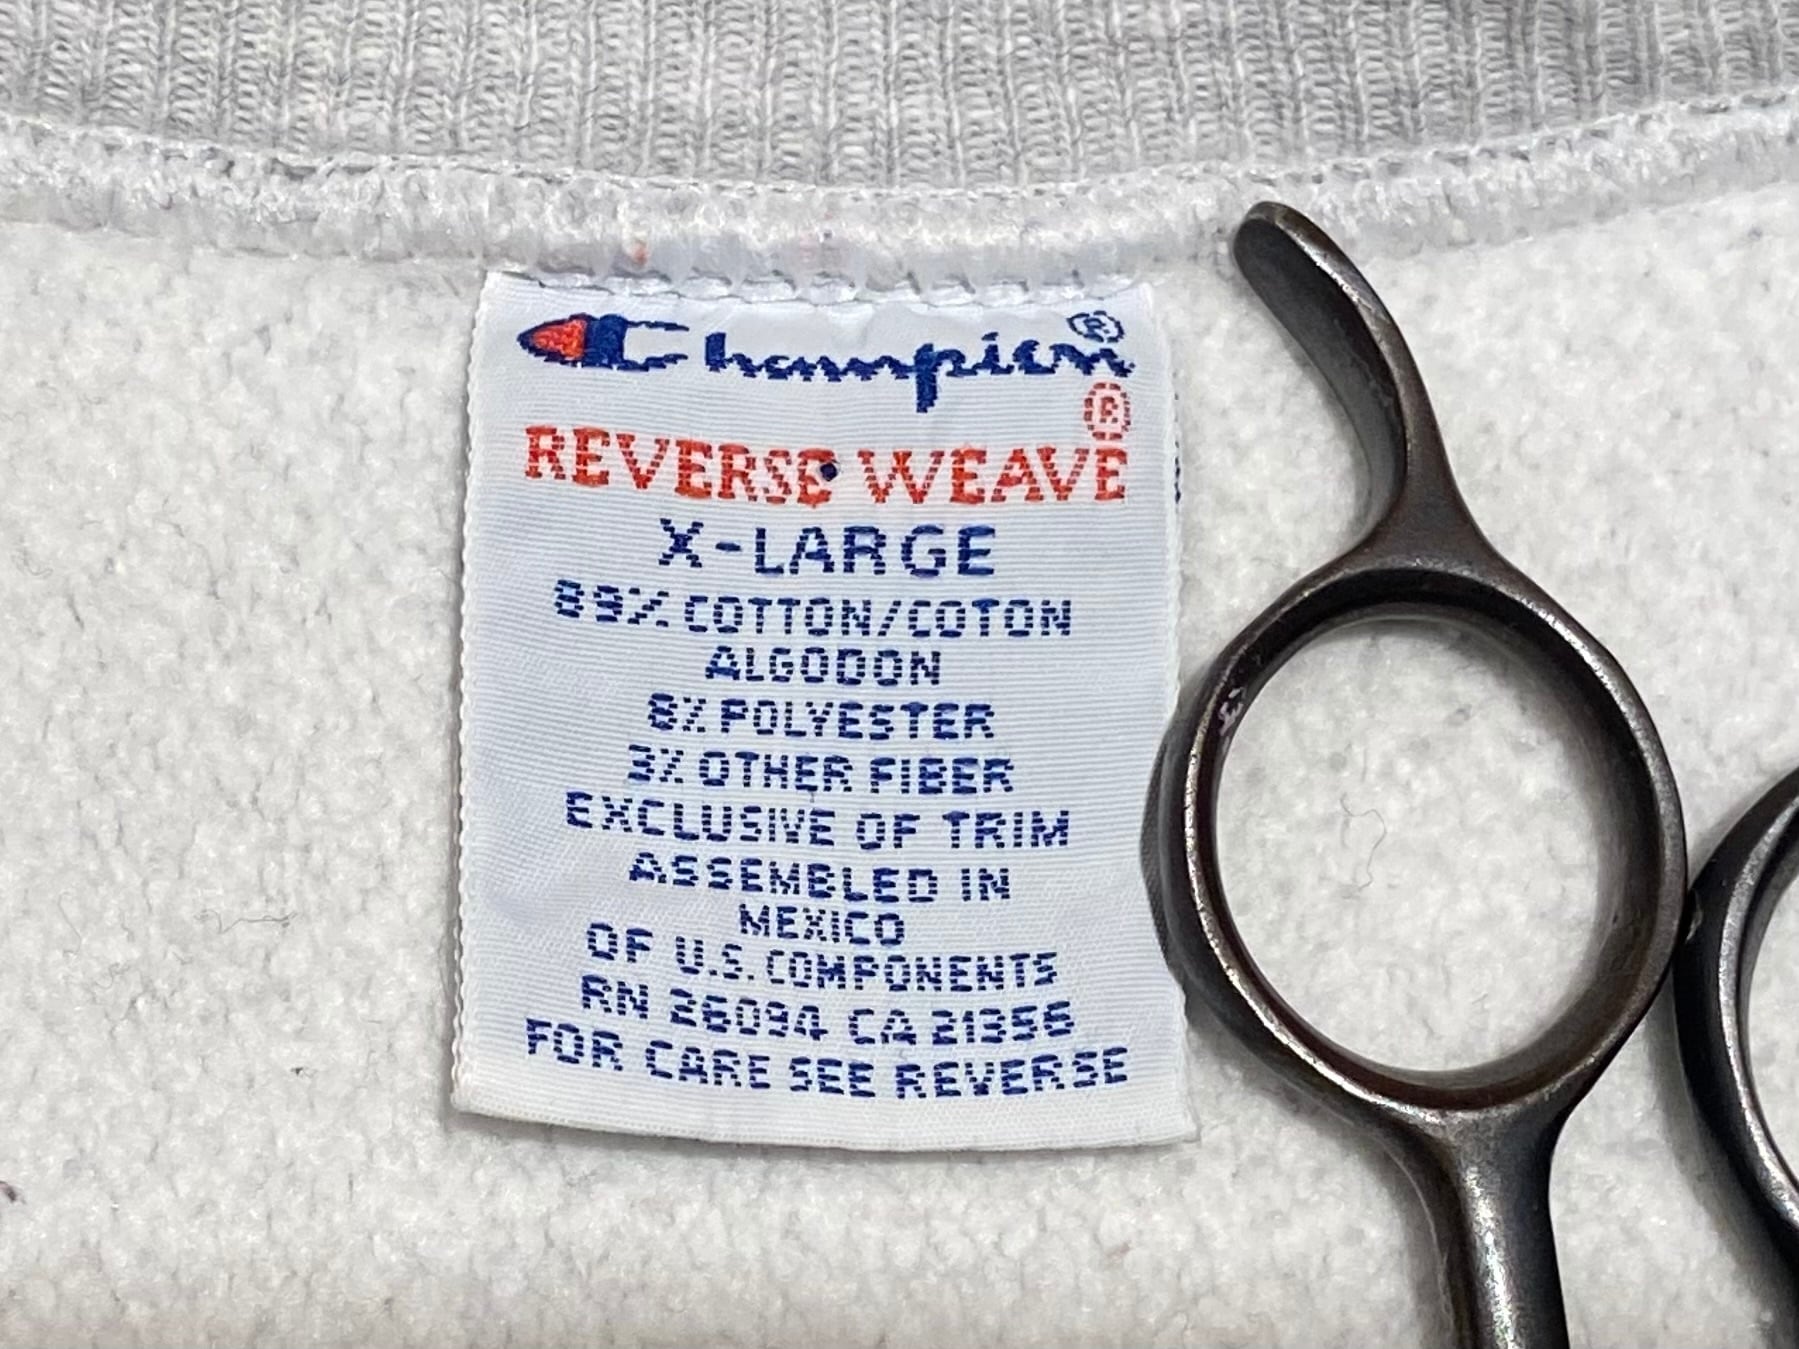 Champion®
REVERSE WEAVE®
X-LARGE
89% COTTON/COTON
ALGODON
8% POLYESTER
3% OTHER FIBER
EXCLUSIVE OF TRIM
ASSEMBLED IN
MEXICO
OF U.S. COMPONENTS
RN 26094 CA 21356
FOR CARE SEE REVERSE